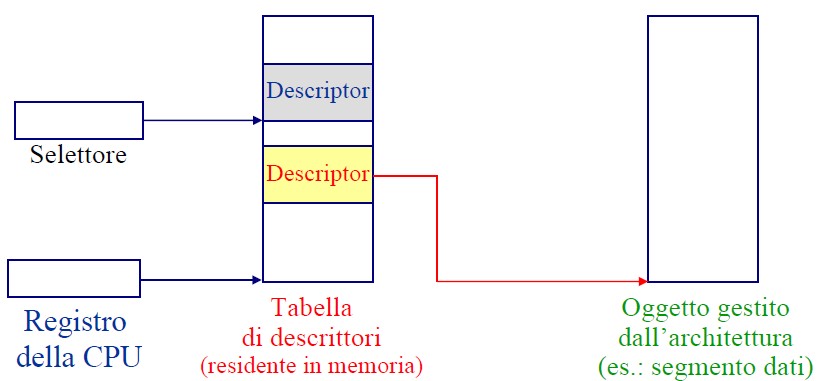 Descriptor
Selettore
Descriptor
Registro
della CPU
Tabella
di descrittori
(residente in memoria)
Oggetto gestito
dall'architettura
(es.: segmento dati)